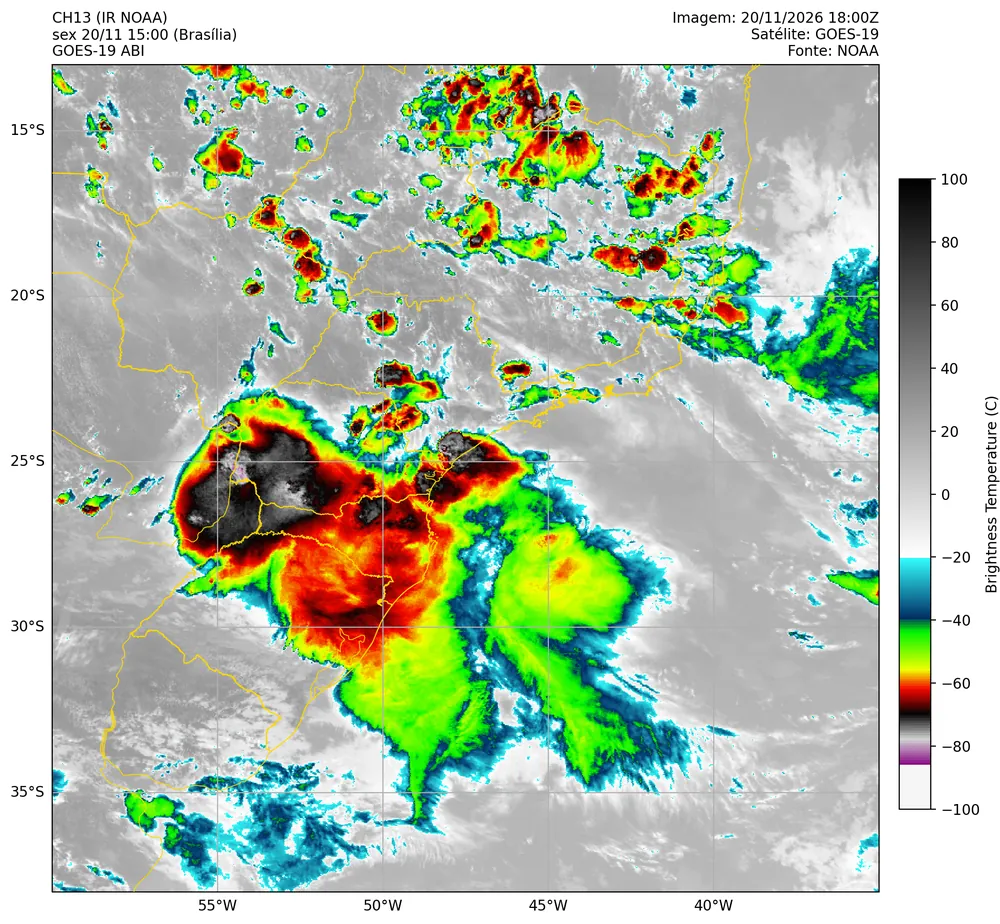 CH13 (IR NOAA)
sex 20/11 15:00 (Brasília)
GOES-19 ABI
Imagem: 20/11/2026 18:00Z
Satélite: GOES-19
Fonte: NOAA
15°S
20°S
25°S
30°S
35°S
55°W
50°W
45°W
40°W
100
80
60
40
20
0
−20
−40
−60
−80
−100
Brightness Temperature (C)